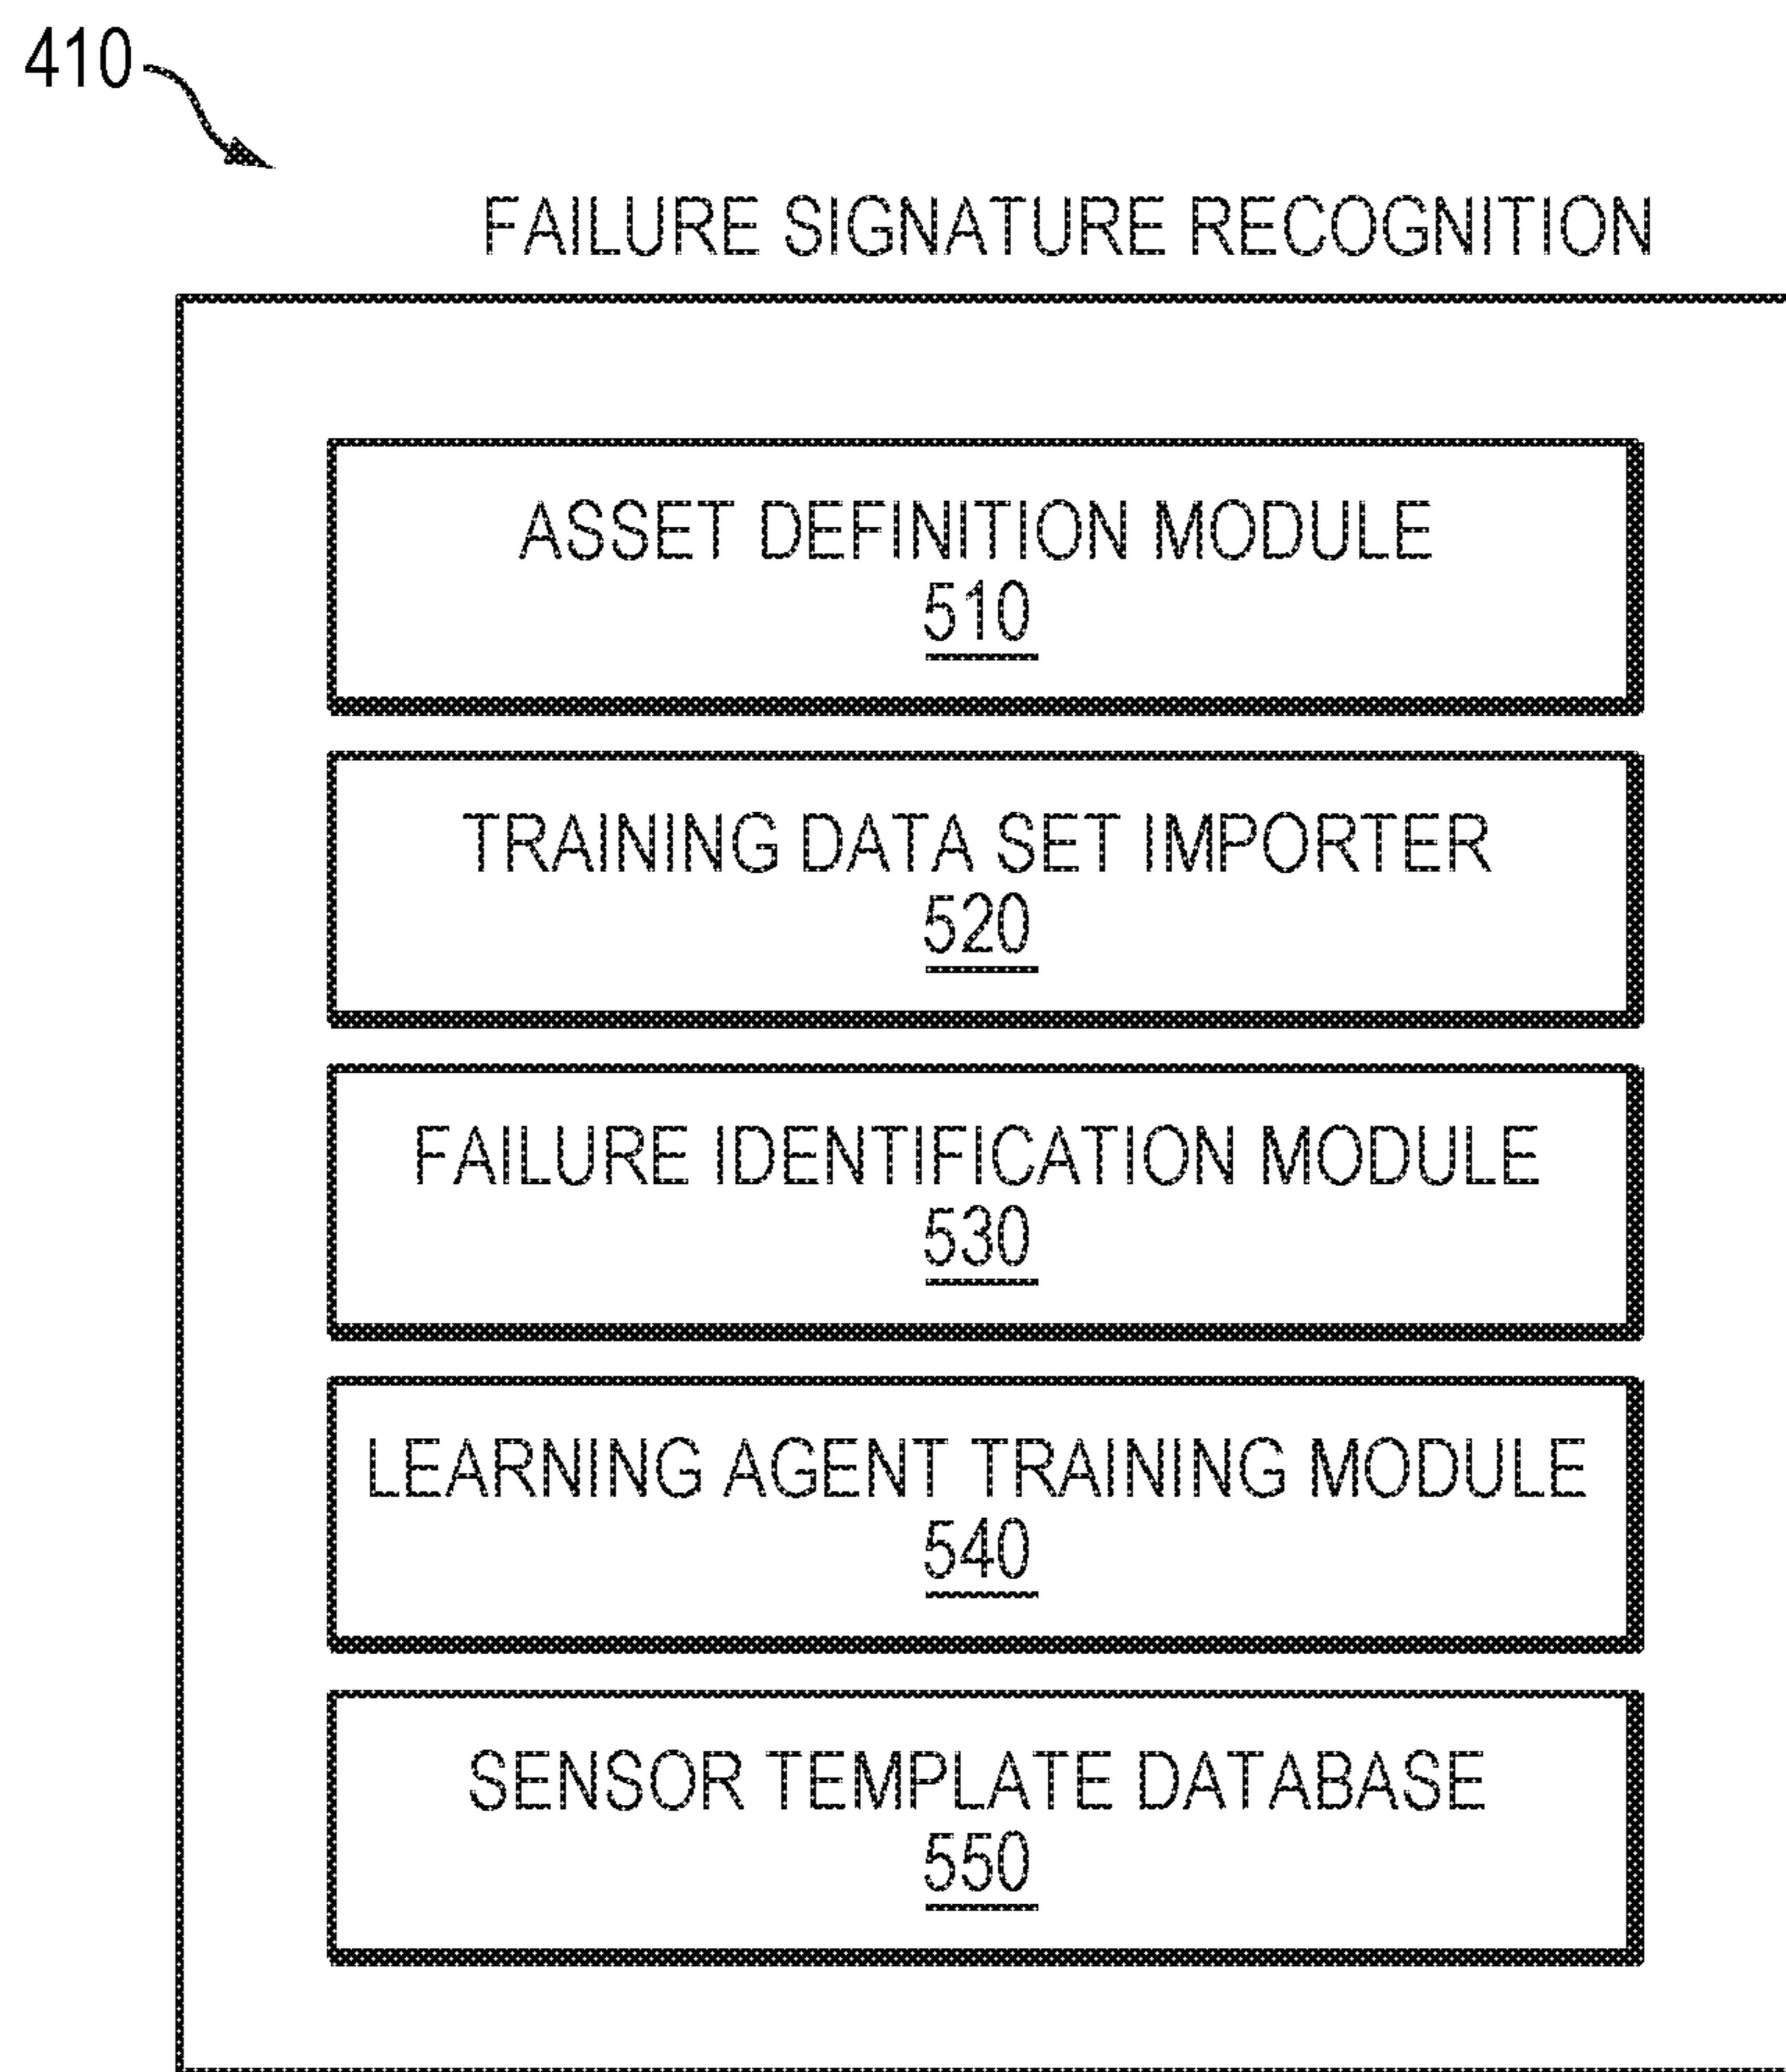 410
FAILURE SIGNATURE RECOGNITION
ASSET DEFINITION MODULE
510
TRAINING DATA SET IMPORTER
520
FAILURE IDENTIFICATION MODULE
530
LEARNING AGENT TRAINING MODULE
540
SENSOR TEMPLATE DATABASE
550